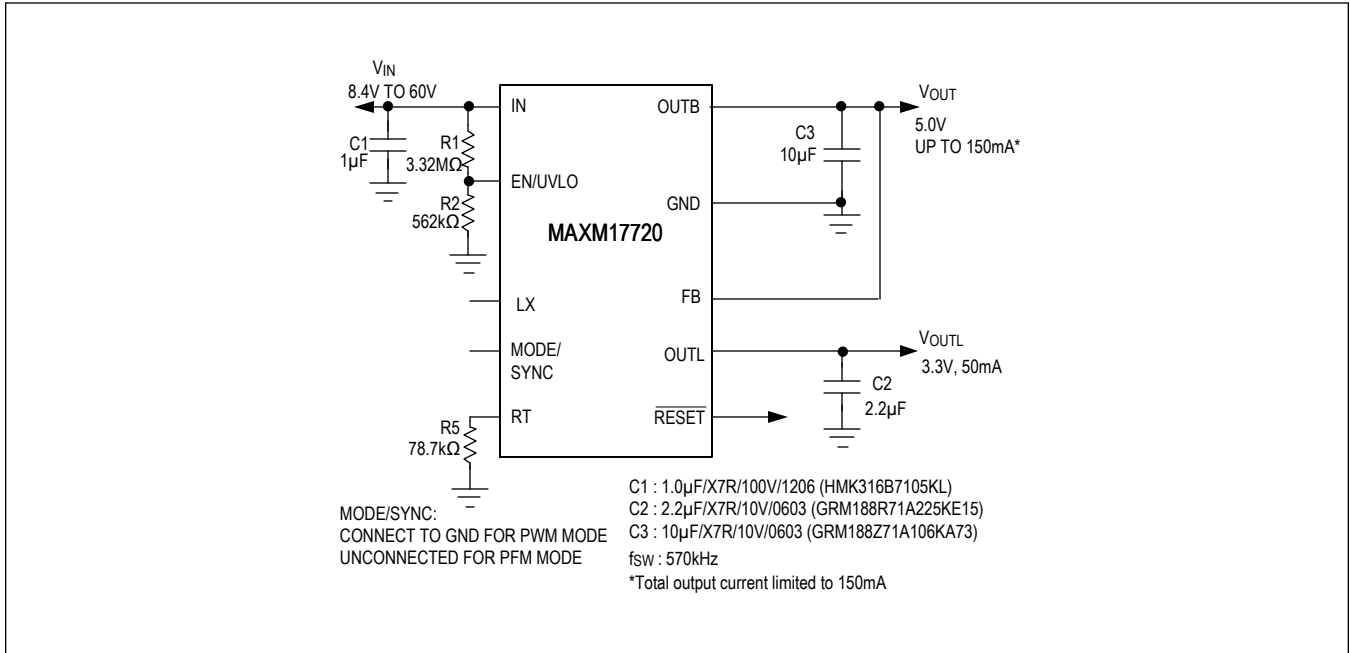 VIN
8.4V TO 60V
C1
1µF
R1
3.32MΩ
R2
562kΩ
IN
EN/UVLO
LX
MODE/
SYNC
RT
R5
78.7kΩ
MAXM17720
OUTB
GND
FB
OUTL
RESET
C3
10µF
VOUT
5.0V
UP TO 150mA*
VOUTL
3.3V, 50mA
C2
2.2µF
MODE/SYNC:
CONNECT TO GND FOR PWM MODE
UNCONNECTED FOR PFM MODE
C1 : 1.0µF/X7R/100V/1206 (HMK316B7105KL)
C2 : 2.2µF/X7R/10V/0603 (GRM188R71A225KE15)
C3 : 10µF/X7R/10V/0603 (GRM188Z71A106KA73)
fSW : 570kHz
*Total output current limited to 150mA